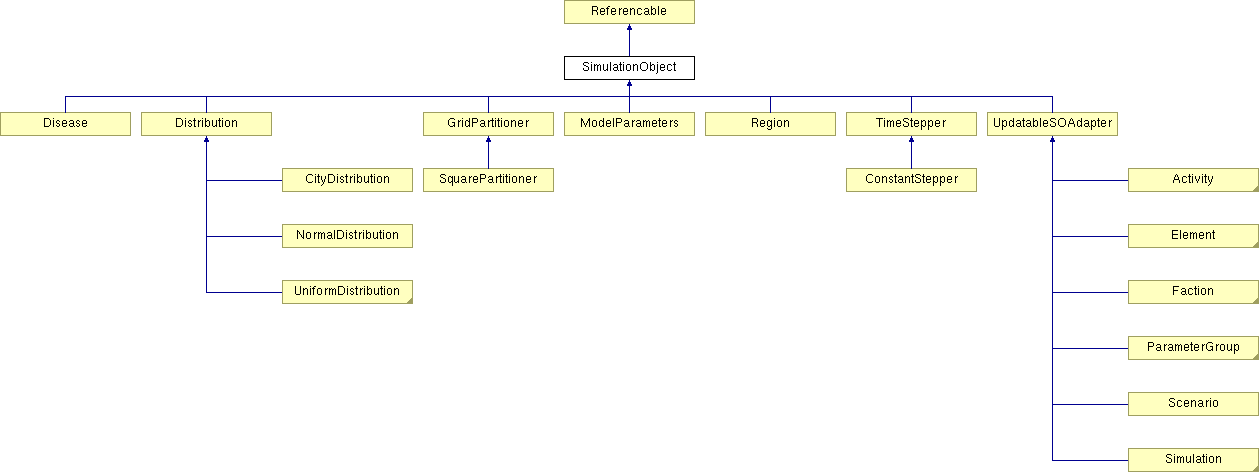 Referencable
SimulationObject
Disease
Distribution
GridPartitioner
ModelParameters
Region
TimeStepper
UpdatableSOAdapter
CityDistribution
SquarePartitioner
ConstantStepper
Activity
NormalDistribution
Element
UniformDistribution
Faction
ParameterGroup
Scenario
Simulation